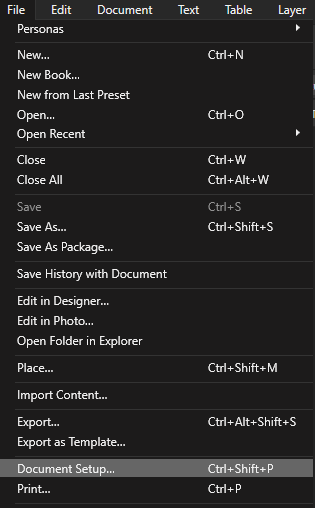 File Edit Document Text Table Layer
Personas
New... Ctrl+N
New Book...
New from Last Preset
Open... Ctrl+O
Open Recent
Close Ctrl+W
Close All Ctrl+Alt+W
Save Ctrl+S
Save As... Ctrl+Shift+S
Save As Package...
Save History with Document
Edit in Designer...
Edit in Photo...
Open Folder in Explorer
Place... Ctrl+Shift+M
Import Content...
Export... Ctrl+Alt+Shift+S
Export as Template...
Document Setup... Ctrl+Shift+P
Print... Ctrl+P